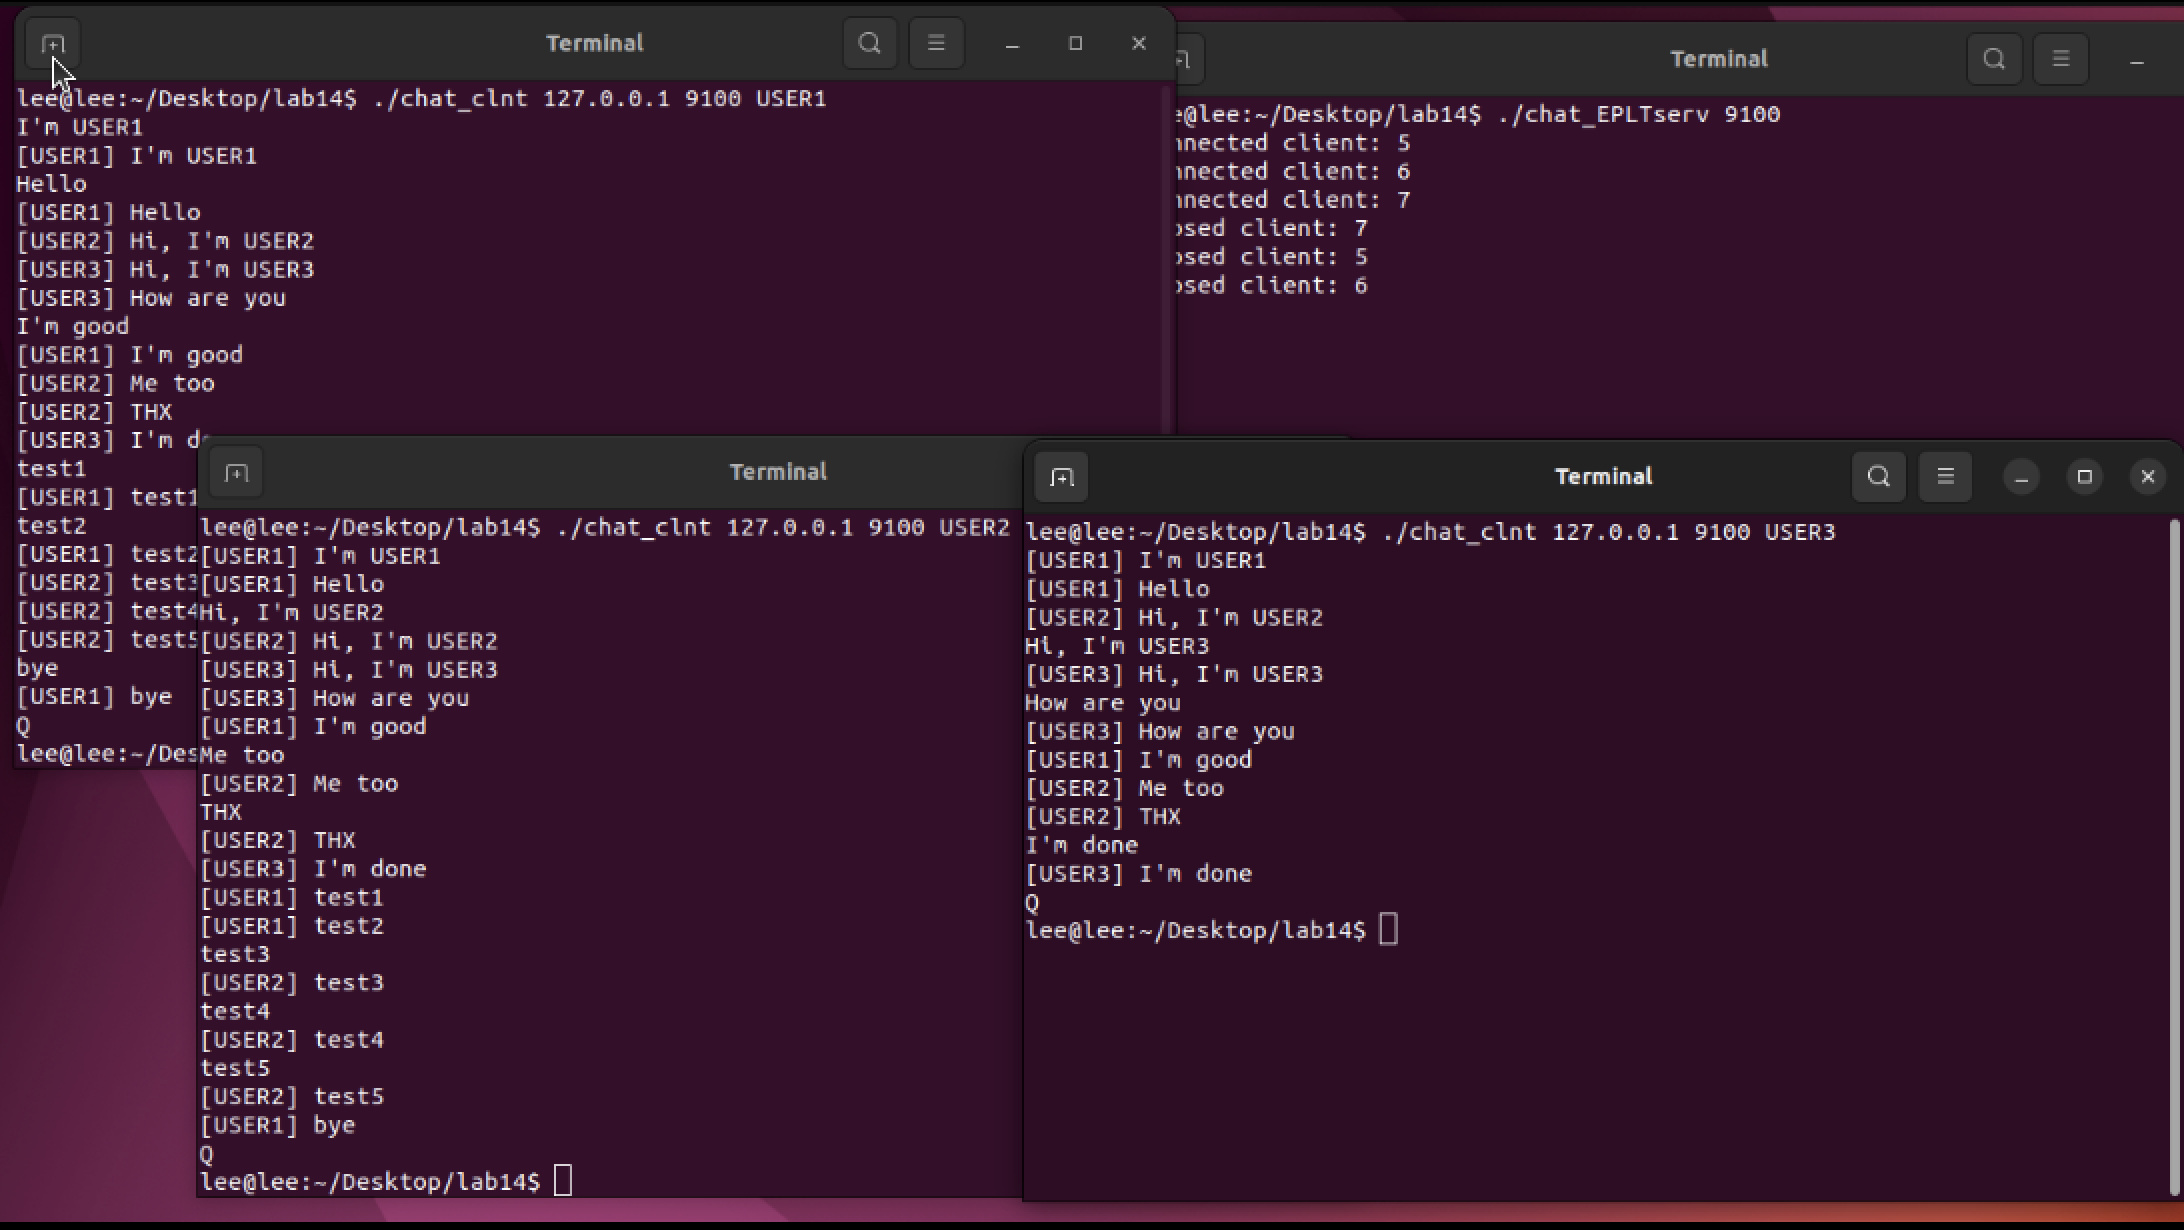 Terminal
lee@lee:~/Desktop/lab14$ ./chat_clnt 127.0.0.1 9100 USER1
I'm USER1
[USER1] I'm USER1
Hello
[USER1] Hello
[USER2] Hi, I'm USER2
[USER3] Hi, I'm USER3
[USER3] How are you
I'm good
[USER1] I'm good
[USER2] Me too
[USER2] THX
[USER3] I'm d
test1
[USER1] test1
test2
[USER1] test2
[USER2] test3
[USER2] test4
[USER2] test5
bye
[USER1] bye
Q
lee@lee:~/Des
Terminal
e@lee:~/Desktop/lab14$ ./chat_EPLTserv 9100
nnected client: 5
nnected client: 6
nnected client: 7
osed client: 7
osed client: 5
osed client: 6
Terminal
lee@lee:~/Desktop/lab14$ ./chat_clnt 127.0.0.1 9100 USER2
[USER1] I'm USER1
[USER1] Hello
Hi, I'm USER2
[USER2] Hi, I'm USER2
[USER3] Hi, I'm USER3
[USER3] How are you
[USER1] I'm good
Me too
[USER2] Me too
THX
[USER2] THX
[USER3] I'm done
[USER1] test1
[USER1] test2
test3
[USER2] test3
test4
[USER2] test4
test5
[USER2] test5
[USER1] bye
Q
lee@lee:~/Desktop/lab14$
Terminal
lee@lee:~/Desktop/lab14$ ./chat_clnt 127.0.0.1 9100 USER3
[USER1] I'm USER1
[USER1] Hello
[USER2] Hi, I'm USER2
Hi, I'm USER3
[USER3] Hi, I'm USER3
How are you
[USER3] How are you
[USER1] I'm good
[USER2] Me too
[USER2] THX
I'm done
[USER3] I'm done
Q
lee@lee:~/Desktop/lab14$